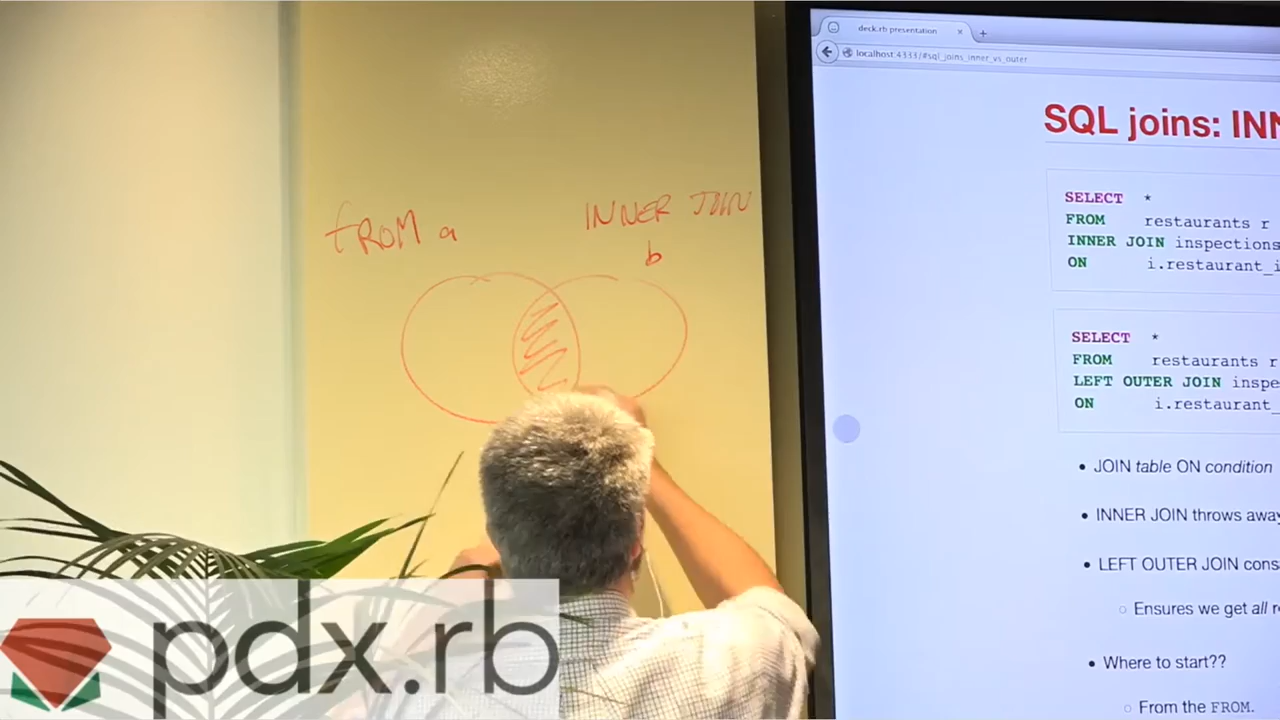 FROM a
INNER JOIN
b
deck.rb presentation
localhost:4333/#sql_joins_inner_vs_outer
SQL joins: INN
SELECT *
FROM restaurants r
INNER JOIN inspections
ON i.restaurant_i
SELECT *
FROM restaurants r
LEFT OUTER JOIN inspe
ON i.restaurant_
• JOIN table ON condition
• INNER JOIN throws away
• LEFT OUTER JOIN cons
○ Ensures we get all r
• Where to start??
○ From the FROM.
pdx.rb